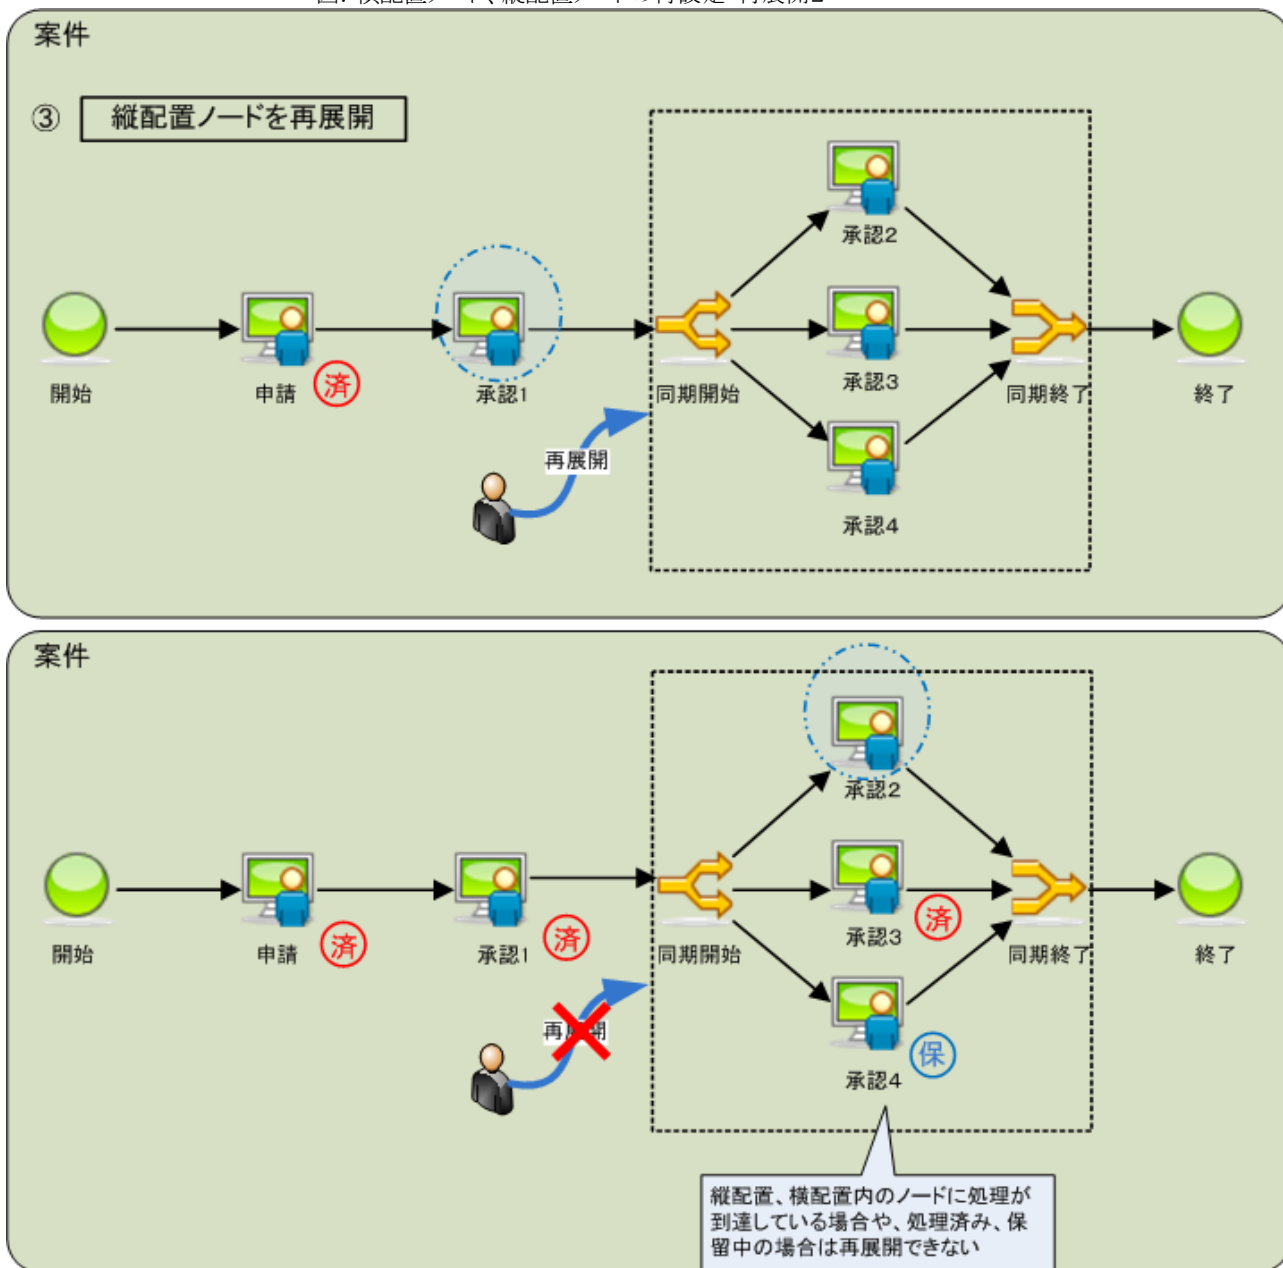 案件
③ 縦配置ノードを再展開
承認2
開始
申請
済
承認1
同期開始
承認3
同期終了
終了
再展開
承認4
案件
承認2
開始
申請
済
承認1
済
同期開始
承認3
済
同期終了
終了
再展開
承認4
保
縦配置、横配置内のノードに処理が
到達している場合や、処理済み、保
留中の場合は再展開できない